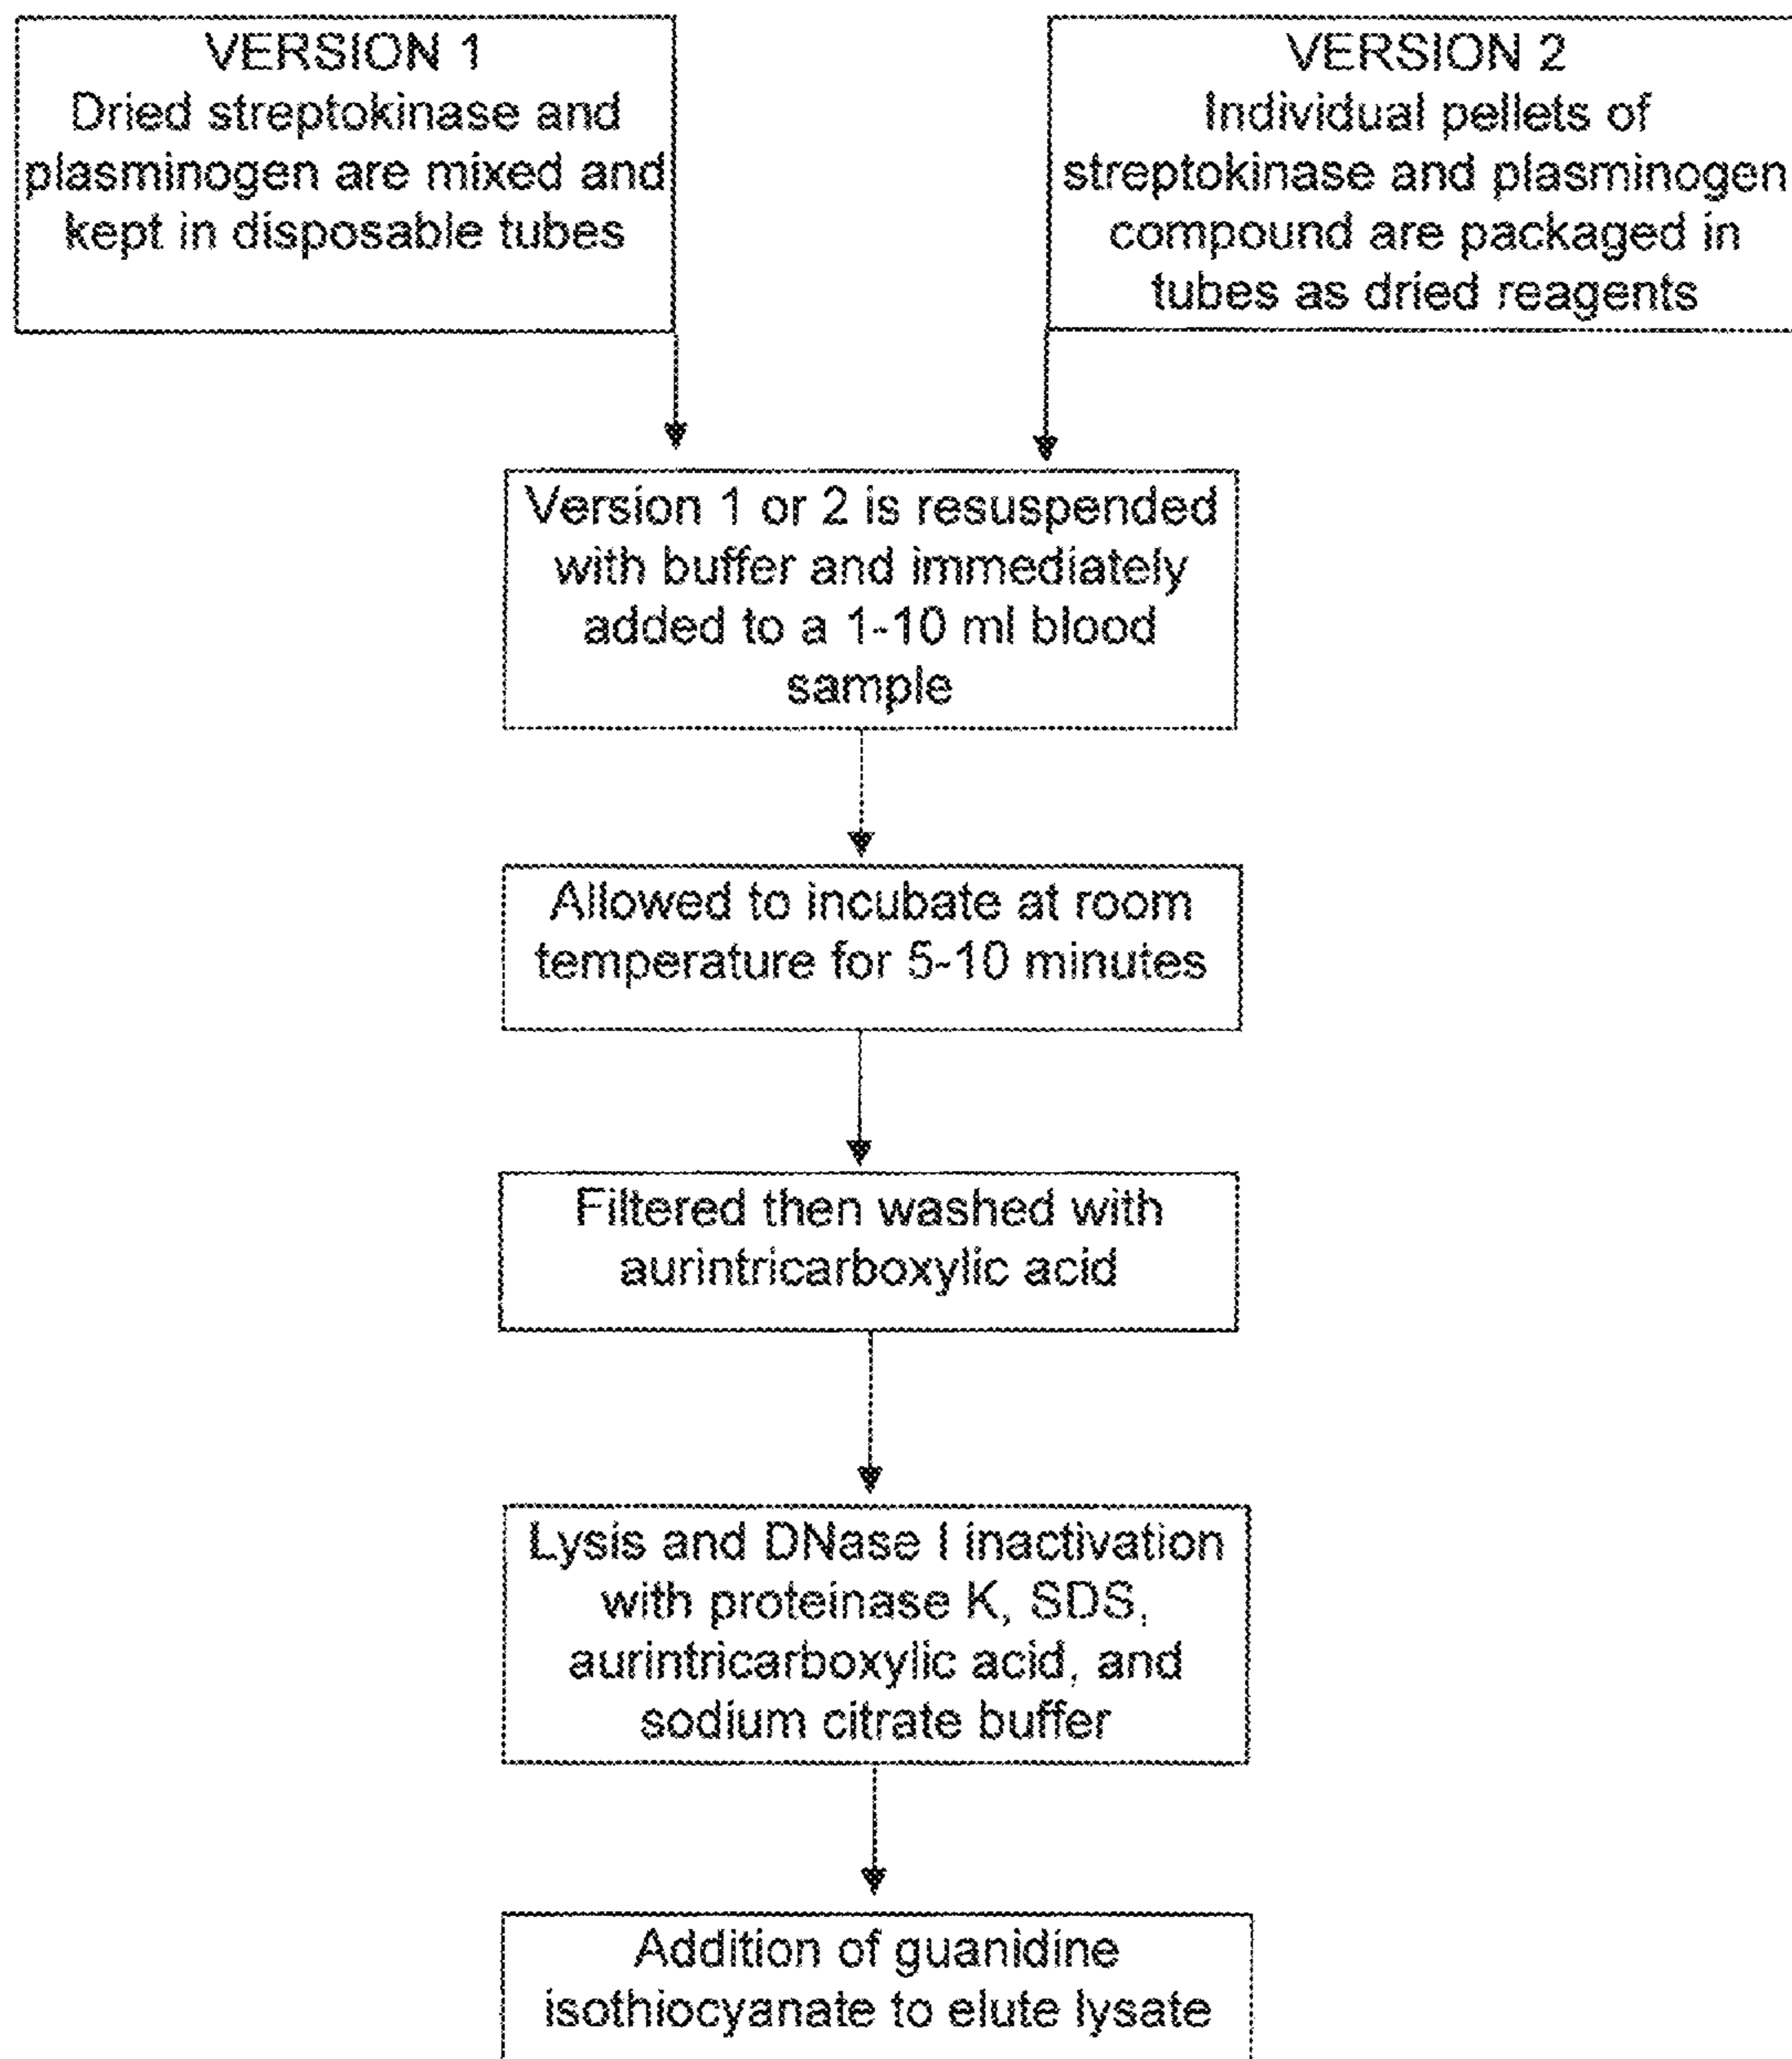 VERSION 1
Dried streptokinase and
plasminogen are mixed and
kept in disposable tubes
VERSION 2
Individual pellets of
streptokinase and plasminogen
compound are packaged in
tubes as dried reagents
Version 1 or 2 is resuspended
with buffer and immediately
added to a 1-10 ml blood
sample
Allowed to incubate at room
temperature for 5-10 minutes
Filtered then washed with
aurintricarboxylic acid
Lysis and DNase I inactivation
with proteinase K, SDS,
aurintricarboxylic acid, and
sodium citrate buffer
Addition of guanidine
isothiocyanate to elute lysate